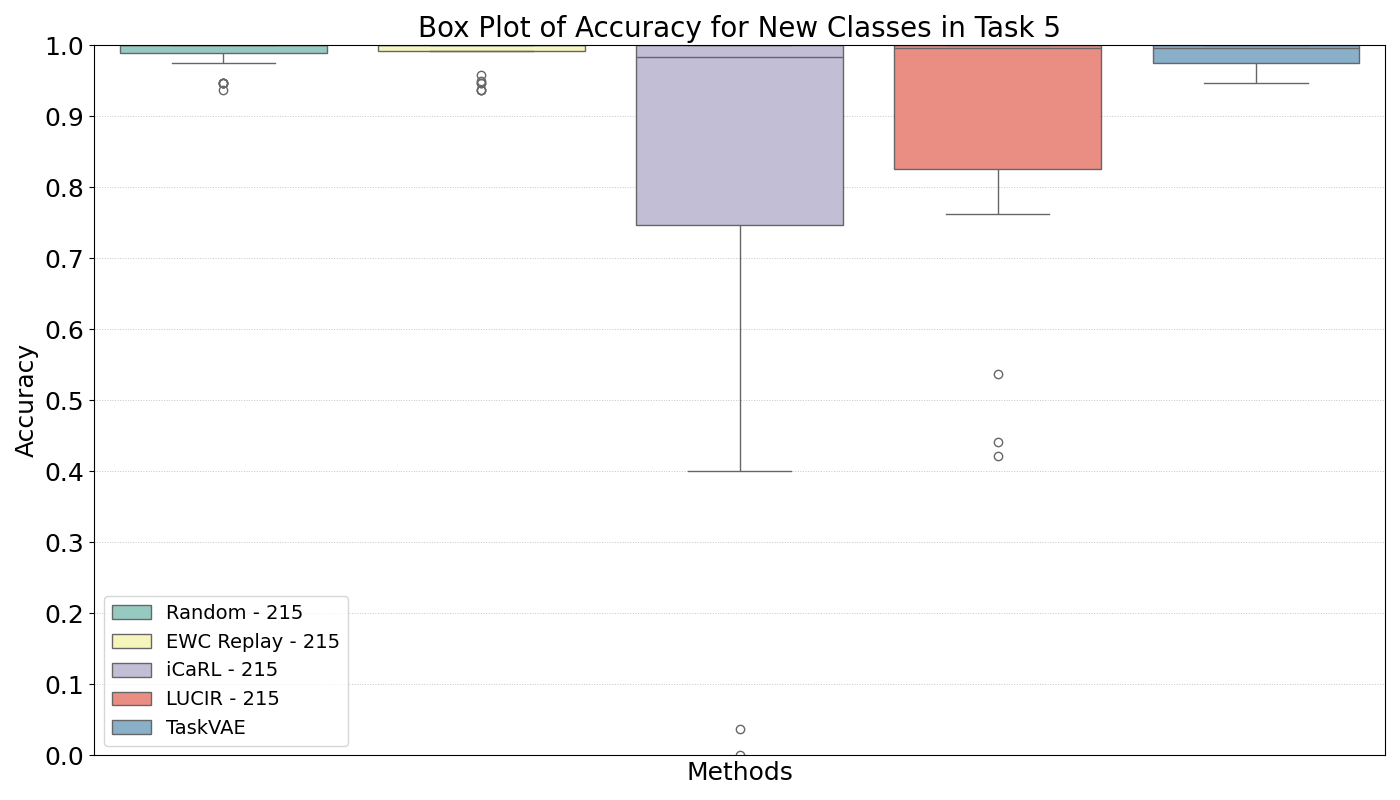 Box Plot of Accuracy for New Classes in Task 5
1.0
0.9
0.8
0.7
0.6
0.5
0.4
0.3
0.2
0.1
0.0
Accuracy
Random - 215
EWC Replay - 215
iCaRL - 215
LUCIR - 215
TaskVAE
Methods